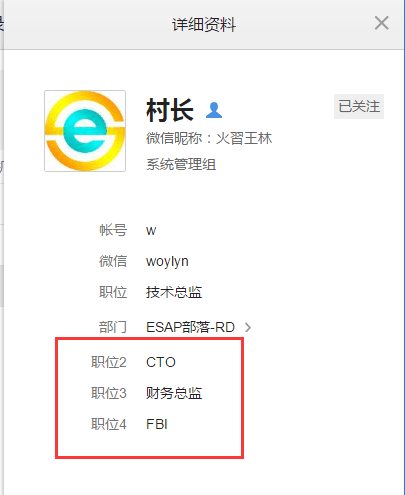 详细资料
村长
已关注
微信昵称：火習王林
系统管理组
帐号 w
微信 woylyn
职位 技术总监
部门 ESAP部落-RD
职位2 CTO
职位3 财务总监
职位4 FBI